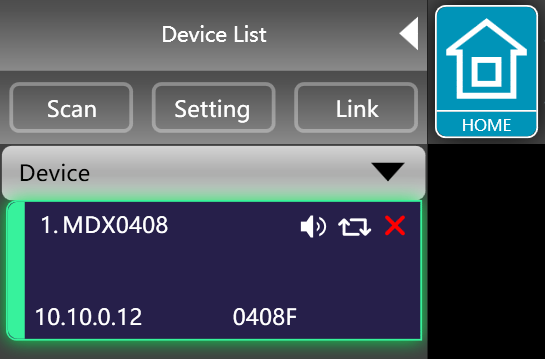 Device List
Scan Setting Link
HOME
Device
1. MDX0408
10.10.0.12 0408F